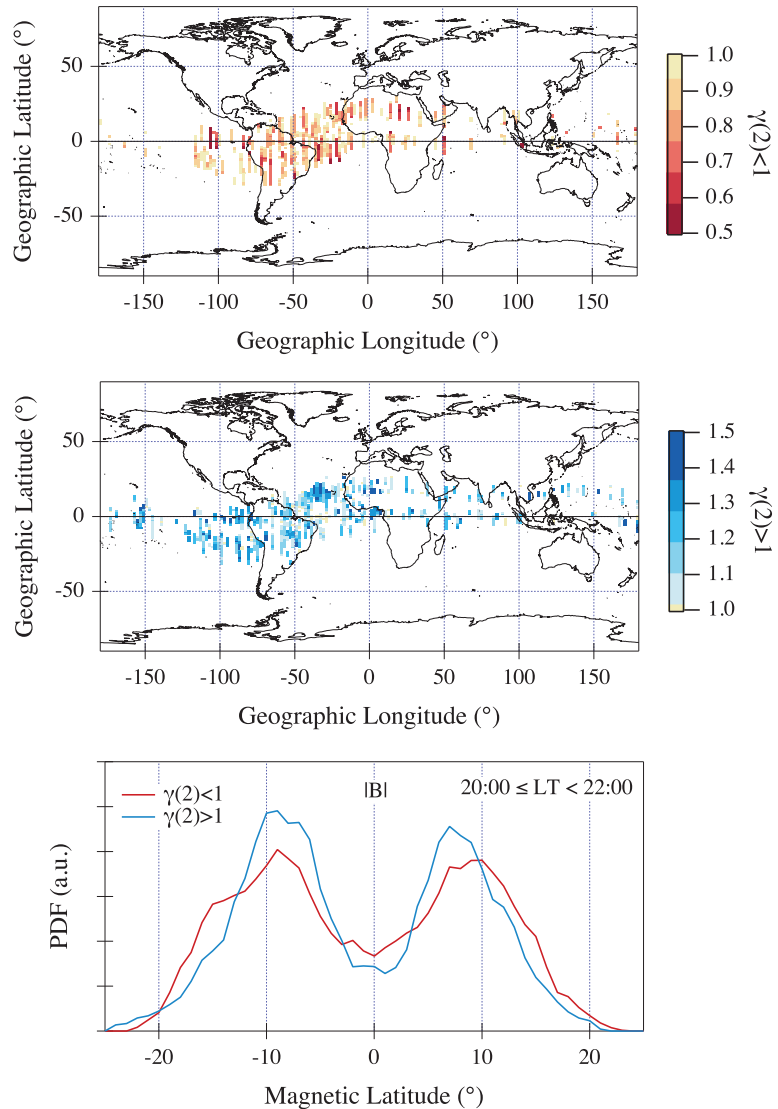 50
0
-50
Geographic Latitude (°)
-150 -100 -50 0 50 100 150
Geographic Longitude (°)
1.0
0.9
0.8
0.7
0.6
0.5
γ(2)<1
50
0
-50
Geographic Latitude (°)
-150 -100 -50 0 50 100 150
Geographic Longitude (°)
1.5
1.4
1.3
1.2
1.1
1.0
γ(2)>1
γ(2)<1
γ(2)>1
|B|
20:00 ≤ LT < 22:00
PDF (a.u.)
-20 -10 0 10 20
Magnetic Latitude (°)